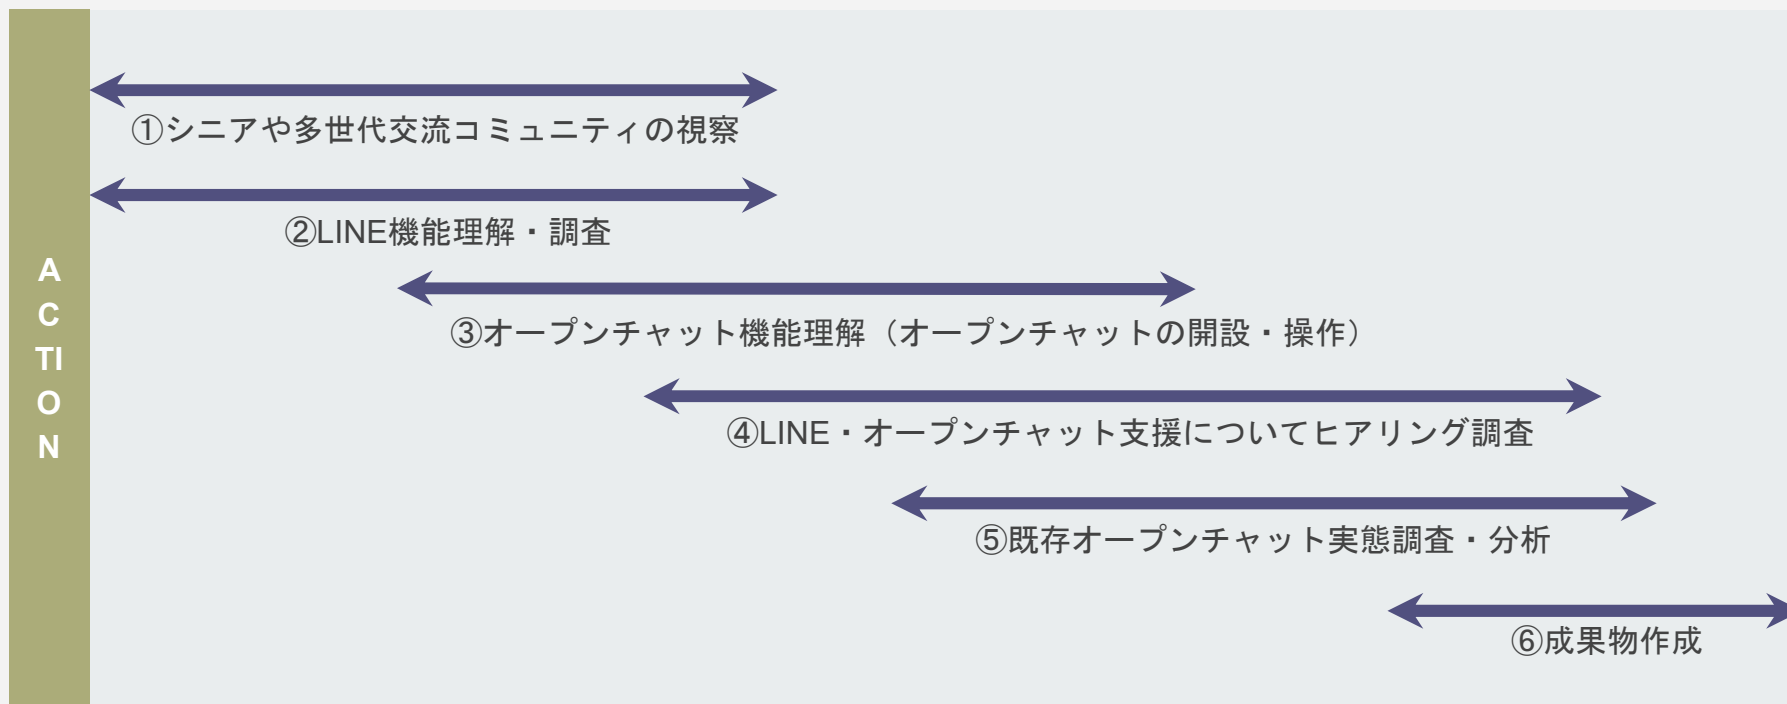 A
C
TI
O
N
①シニアや多世代交流コミュニティの視察
②LINE機能理解・調査
③オープンチャット機能理解（オープンチャットの開設・操作）
④LINE・オープンチャット支援についてヒアリング調査
⑤既存オープンチャット実態調査・分析
⑥成果物作成